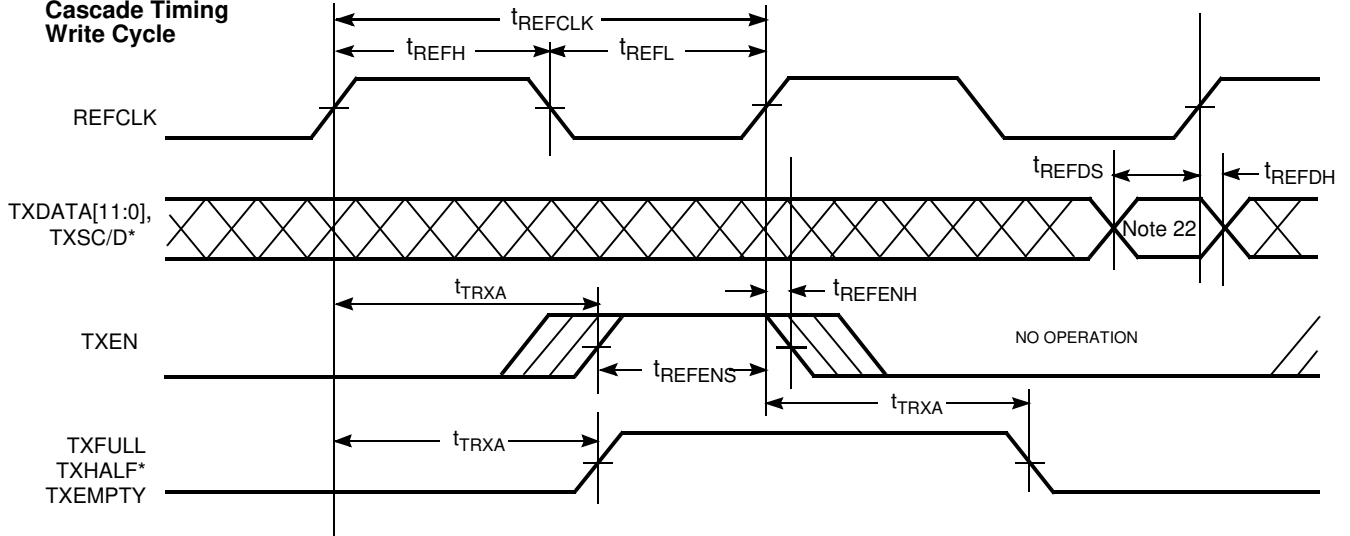 Cascade Timing
Write Cycle
tREFCLK
tREFH
tREFL
REFCLK
tREFDS
tREFDH
TXDATA[11:0],
TXSC/D*
Note 22
tTRXA
tREFENH
TXEN
NO OPERATION
tREFENS
tTRXA
TXFULL
TXHALF*
TXEMPTY
tTRXA